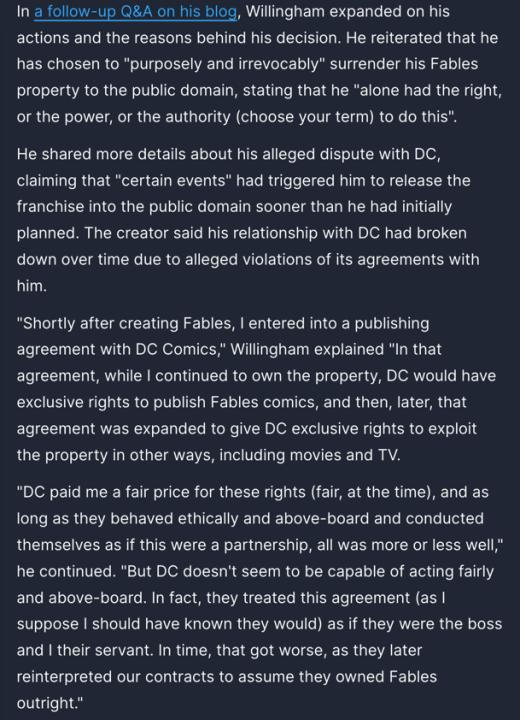 In a follow-up Q&A on his blog, Willingham expanded on his
actions and the reasons behind his decision. He reiterated that he
has chosen to "purposely and irrevocably" surrender his Fables
property to the public domain, stating that he "alone had the right,
or the power, or the authority (choose your term) to do this".
He shared more details about his alleged dispute with DC,
claiming that "certain events" had triggered him to release the
franchise into the public domain sooner than he had initially
planned. The creator said his relationship with DC had broken
down over time due to alleged violations of its agreements with
him.
"Shortly after creating Fables, I entered into a publishing
agreement with DC Comics," Willingham explained "In that
agreement, while I continued to own the property, DC would have
exclusive rights to publish Fables comics, and then, later, that
agreement was expanded to give DC exclusive rights to exploit
the property in other ways, including movies and TV.
"DC paid me a fair price for these rights (fair, at the time), and as
long as they behaved ethically and above-board and conducted
themselves as if this were a partnership, all was more or less well,"
he continued. "But DC doesn't seem to be capable of acting fairly
and above-board. In fact, they treated this agreement (as I
suppose I should have known they would) as if they were the boss
and I their servant. In time, that got worse, as they later
reinterpreted our contracts to assume they owned Fables
outright."